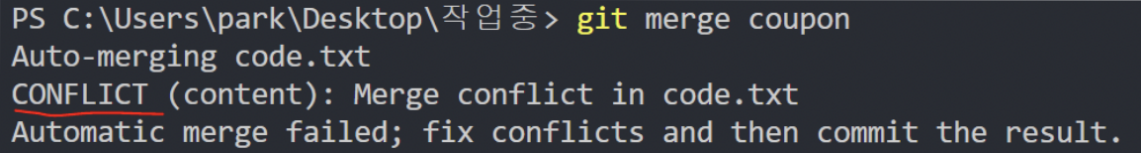 PS C:\Users\park\Desktop\작업중> git merge coupon
Auto-merging code.txt
CONFLICT (content): Merge conflict in code.txt
Automatic merge failed; fix conflicts and then commit the result.